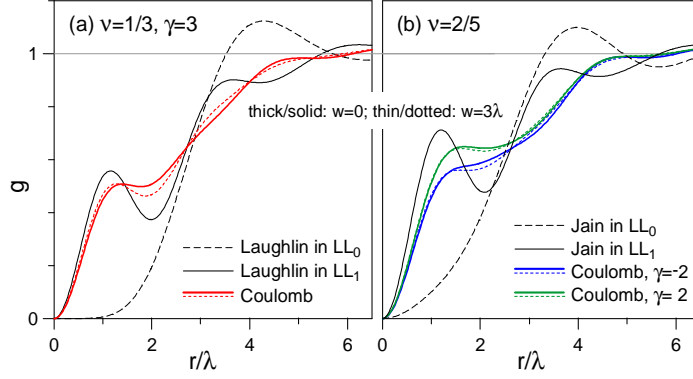 (a) ν=1/3, γ=3
(b) ν=2/5
1
thick/solid: w=0; thin/dotted: w=3λ
g
Laughlin in LL₀
Laughlin in LL₁
Coulomb
Jain in LL₀
Jain in LL₁
Coulomb, γ=-2
Coulomb, γ= 2
0
0 2 4 6
0 2 4 6
r/λ
r/λ